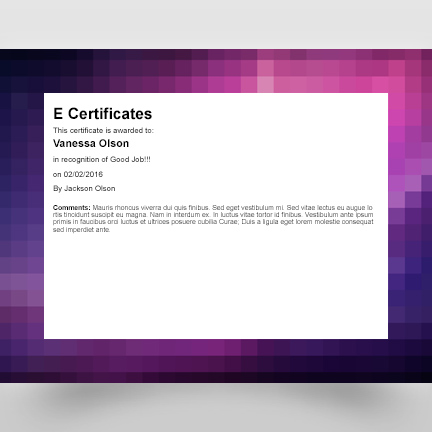 E Certificates
This certificate is awarded to:
Vanessa Olson
in recognition of Good Job!!!
on 02/02/2016
By Jackson Olson
Comments: Mauris rhoncus viverra dui quis finibus. Sed eget vestibulum mi. Sed vitae lectus eu augue lo
rtis tincidunt suscipit eu magna. Nam in interdum ex. In luctus vitae tortor id finibus. Vestibulum ante ipsum
primis in faucibus orci luctus et ultrices posuere cubilia Curae; Duis a ligula eget lorem molestie consequat
sed imperdiet ante.